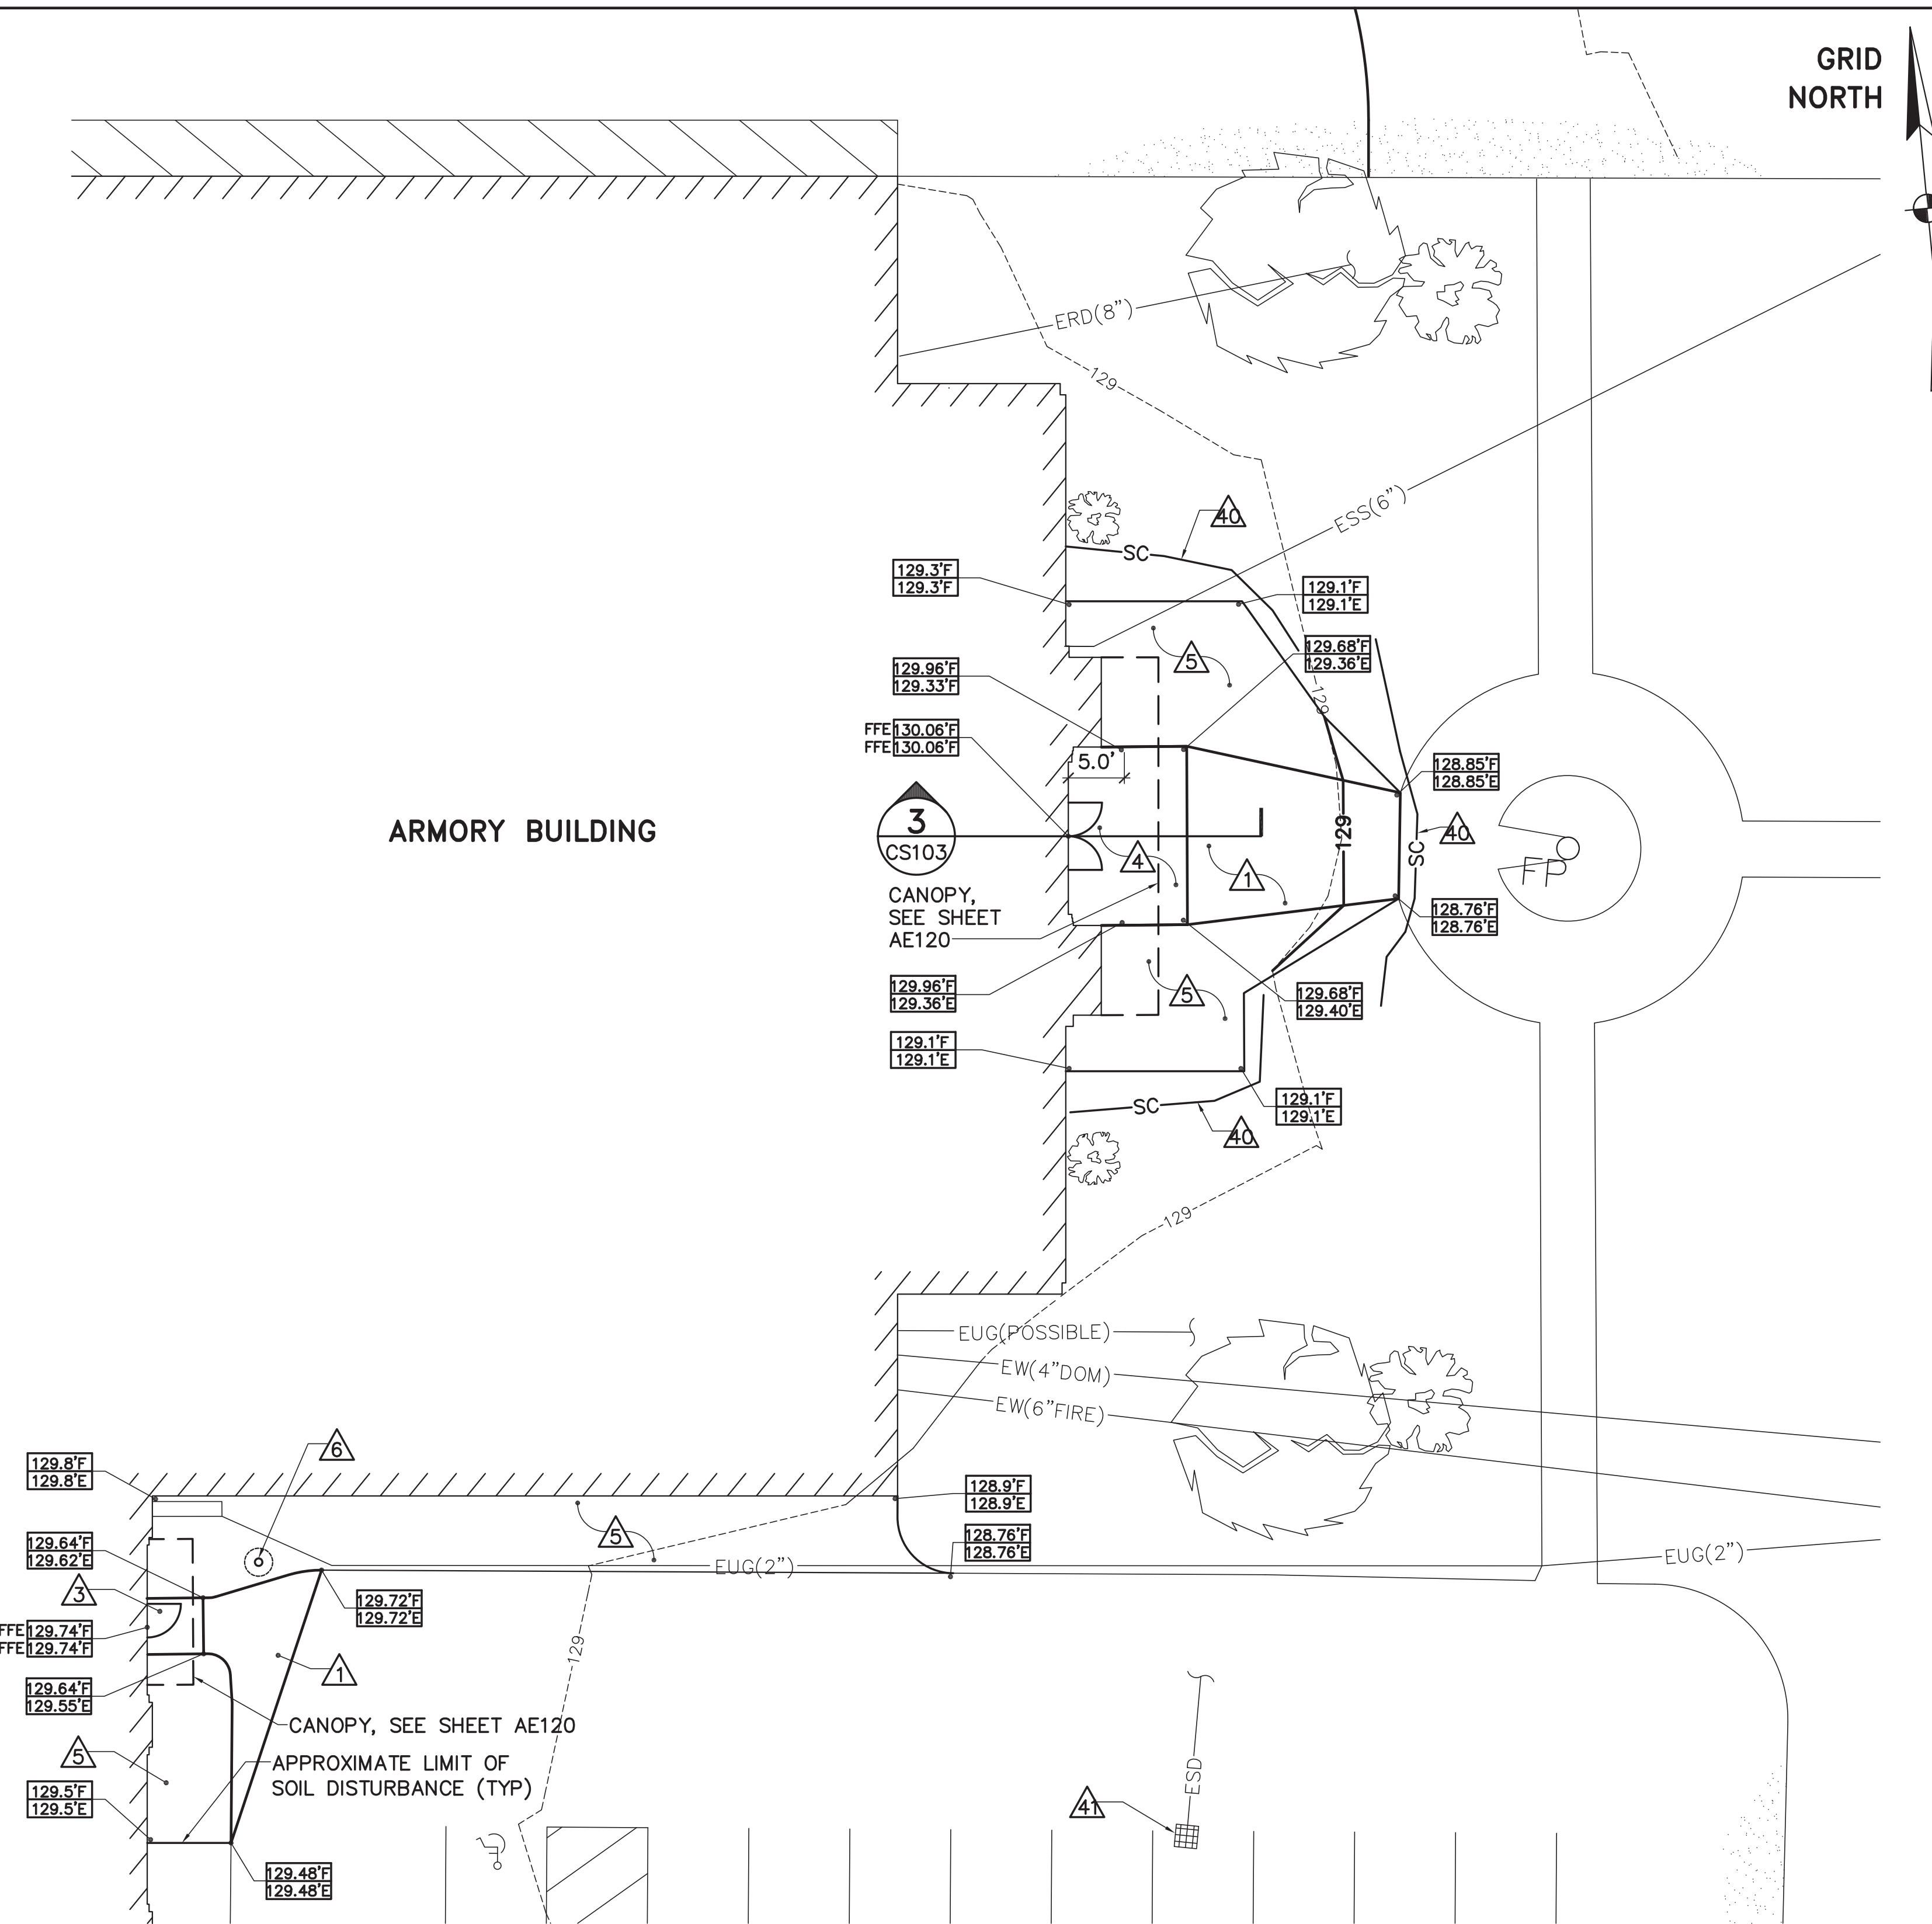 GRID
NORTH
ERD(8")
129
ESS(6")
40
SC
129.3'F
129.3'F
129.1'F
129.1'E
5
129.68'F
129.36'E
129.96'F
129.33'F
129
FFE 130.06'F
FFE 130.06'F
5.0'
128.85'F
128.85'E
ARMORY BUILDING
3
CS103
129
40
SC
4
1
FP
CANOPY,
SEE SHEET
AE120
128.76'F
128.76'E
129.96'F
129.36'E
5
129.68'F
129.40'E
129.1'F
129.1'E
129.1'F
129.1'E
SC
40
129
EUG(POSSIBLE)
EW(4"DOM)
EW(6"FIRE)
6
129.8'F
129.8'E
128.9'F
128.9'E
5
129.64'F
129.62'E
128.76'F
128.76'E
EUG(2")
EUG(2")
3
129.72'F
129.72'E
FFE 129.74'F
FFE 129.74'F
129
1
129.64'F
129.55'E
CANOPY, SEE SHEET AE120
5
APPROXIMATE LIMIT OF
SOIL DISTURBANCE (TYP)
129.5'F
129.5'E
ESD
41
129.48'F
129.48'E